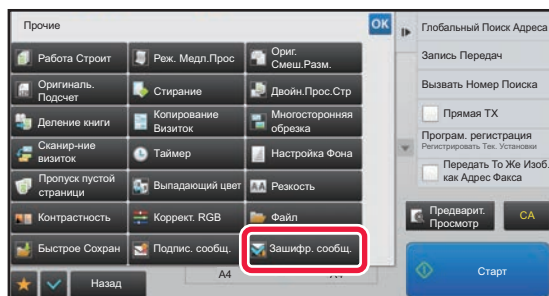 Прочие
OK
Работа Строит
Реж. Медл.Прос
Ориг.
Смеш.Разм.
Оригиналь.
Подсчет
Стирание
Двойн.Прос.Стр
Деление книги
Копирование
Визиток
Многосторонняя
обрезка
Сканир-ние
визиток
Таймер
Настройка Фона
Пропуск пустой
страници
Выпадающий цвет
AA Резкость
Контрастность
Коррект. RGB
Файл
Быстрое Сохран
Подпис. сообщ.
Зашифр. сообщ.
Назад
A4
Глобальный Поиск Адреса
Запись Передач
Вызвать Номер Поиска
Прямая TX
Програм. регистрация
Регистрировать Тек. Установки
Передать То Же Изоб.
как Адрес Факса
Предварит.
Просмотр
CA
Старт